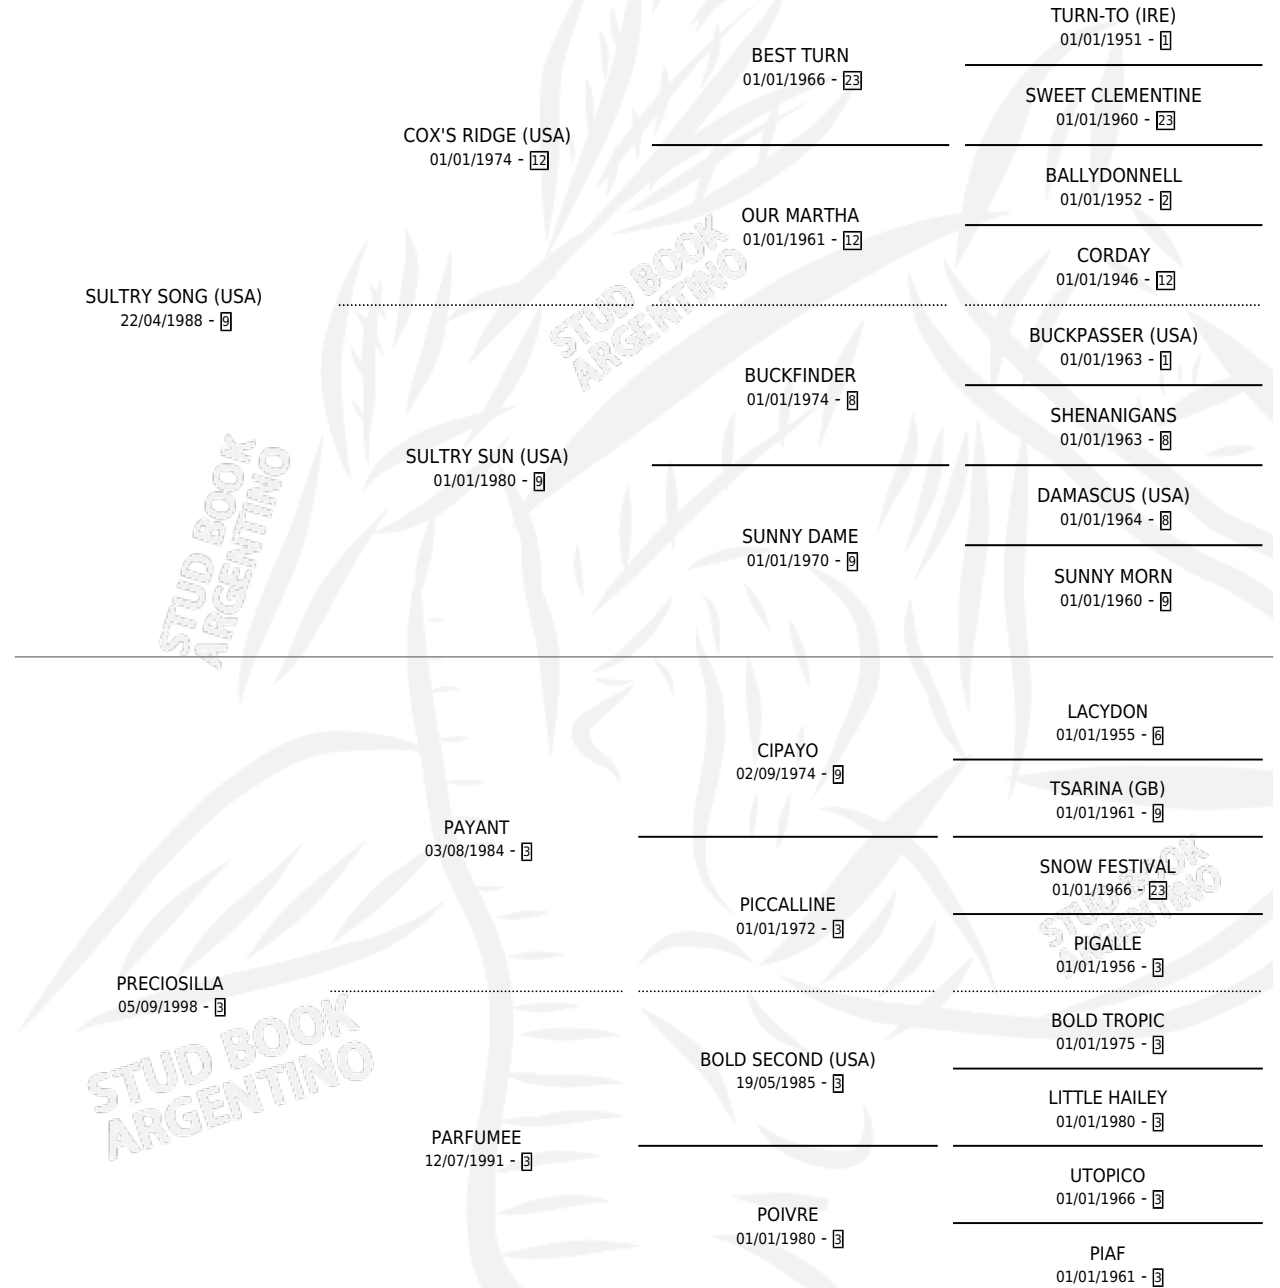 TURN-TO (IRE)
01/01/1951 - 1
BEST TURN
01/01/1966 - 23
SWEET CLEMENTINE
01/01/1960 - 23
COX'S RIDGE (USA)
01/01/1974 - 12
BALLYDONNELL
01/01/1952 - 2
OUR MARTHA
01/01/1961 - 12
CORDAY
01/01/1946 - 12
SULTRY SONG (USA)
22/04/1988 - 9
STUD BOOK
ARGENTINO
BUCKPASSER (USA)
01/01/1963 - 1
BUCKFINDER
01/01/1974 - 8
SHENANIGANS
01/01/1963 - 8
SULTRY SUN (USA)
01/01/1980 - 9
DAMASCUS (USA)
01/01/1964 - 8
SUNNY DAME
01/01/1970 - 9
SUNNY MORN
01/01/1960 - 9
STUD BOOK
ARGENTINO
LACYDON
01/01/1955 - 6
CIPAYO
02/09/1974 - 9
TSARINA (GB)
01/01/1961 - 9
PAYANT
03/08/1984 - 3
SNOW FESTIVAL
01/01/1966 - 23
PICCALLINE
01/01/1972 - 3
PIGALLE
01/01/1956 - 3
STUD BOOK
ARGENTINO
PRECIOSILLA
05/09/1998 - 3
BOLD TROPIC
01/01/1975 - 3
BOLD SECOND (USA)
19/05/1985 - 3
LITTLE HAILEY
01/01/1980 - 3
STUD BOOK
ARGENTINO
PARFUMEE
12/07/1991 - 3
UTOPICO
01/01/1966 - 3
POIVRE
01/01/1980 - 3
PIAF
01/01/1961 - 3